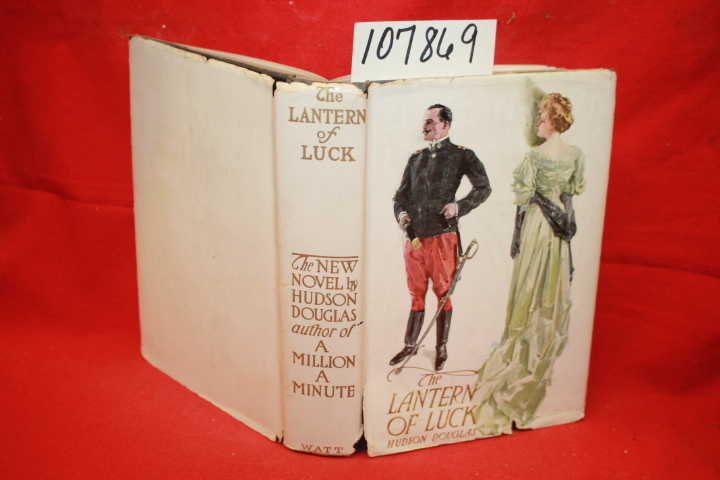 107869
The
LANTERN
of
LUCK
The NEW
NOVEL by
HUDSON
DOUGLAS
author of
A
MILLION
A
MINUTE
WATT
The
LANTERN
OF LUCK
HUDSON DOUGLAS